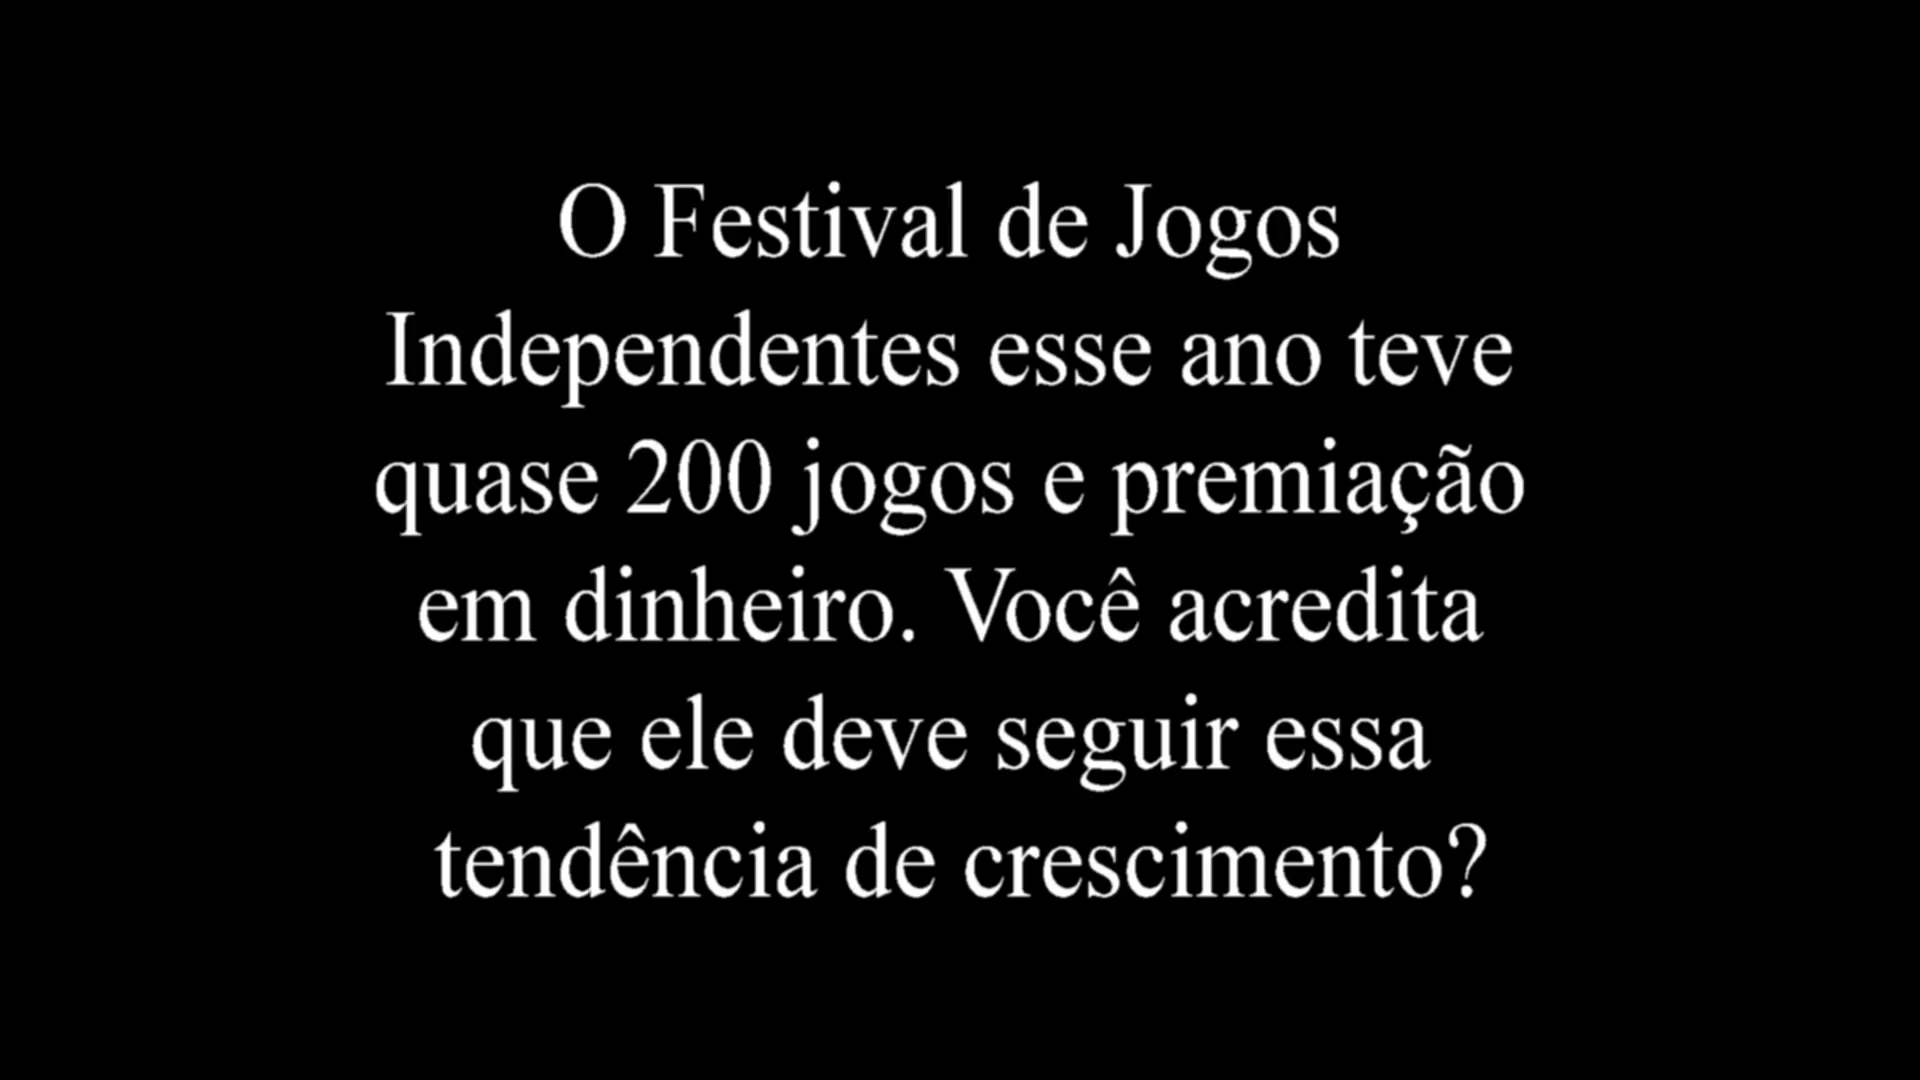 O Festival de Jogos
Independentes esse ano teve
quase 200 jogos e premiação
em dinheiro. Você acredita
que ele deve seguir essa
tendência de crescimento?